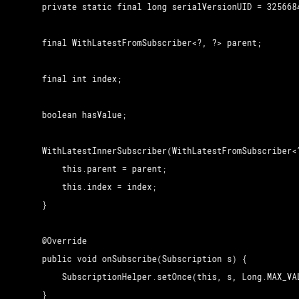 private static final long serialVersionUID = 325668
final WithLatestFromSubscriber<?, ?> parent;
final int index;
boolean hasValue;
WithLatestInnerSubscriber(WithLatestFromSubscriber<?
this.parent = parent;
this.index = index;
}
@Override
public void onSubscribe(Subscription s) {
SubscriptionHelper.setOnce(this, s, Long.MAX_VAL
}